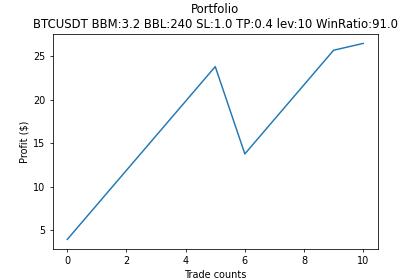 Portfolio
BTCUSDT BBM:3.2 BBL:240 SL:1.0 TP:0.4 lev:10 WinRatio:91.0
25
20
15
10
5
Profit ($)
0 2 4 6 8 10
Trade counts